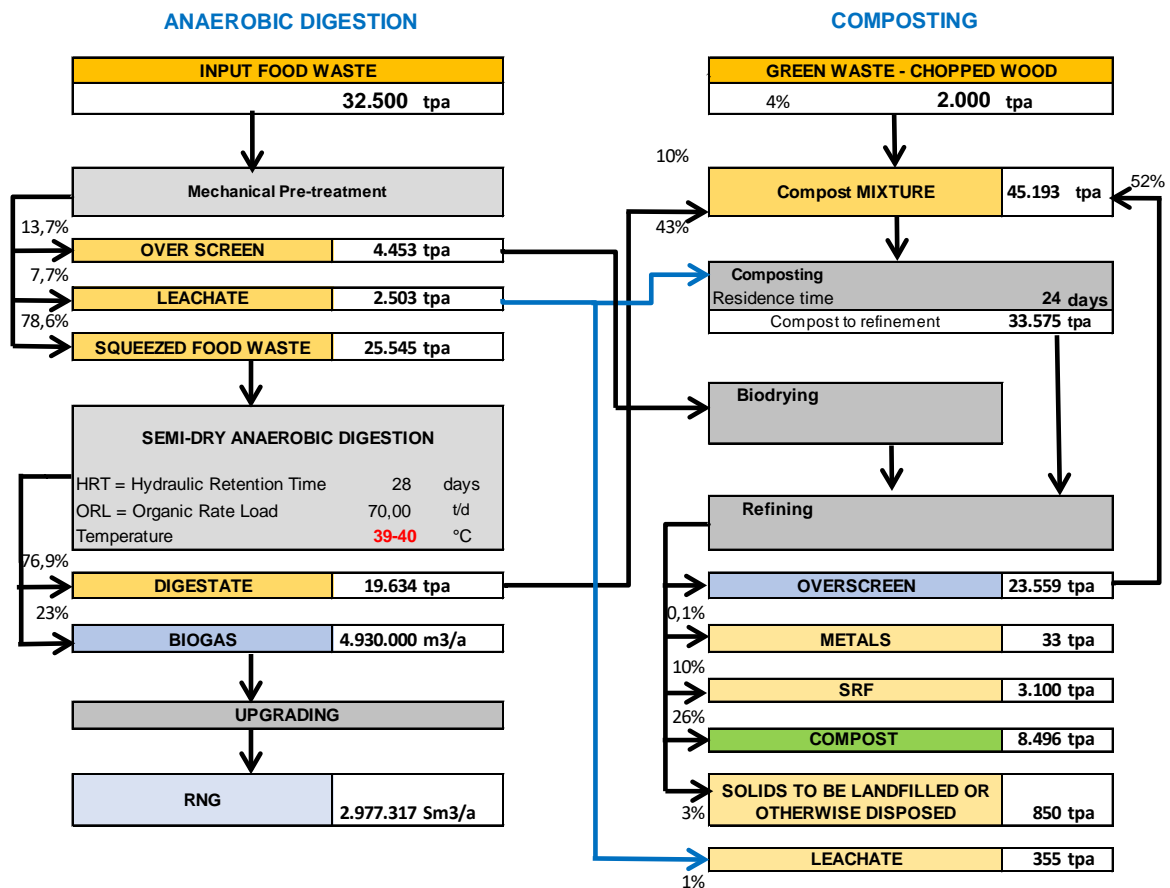 ANAEROBIC DIGESTION
INPUT FOOD WASTE
32.500 tpa
Mechanical Pre-treatment
13,7%
OVER SCREEN 4.453 tpa
7,7%
LEACHATE 2.503 tpa
78,6%
SQUEEZED FOOD WASTE 25.545 tpa
SEMI-DRY ANAEROBIC DIGESTION
HRT = Hydraulic Retention Time 28 days
ORL = Organic Rate Load 70,00 t/d
Temperature 39-40 °C
76,9%
DIGESTATE 19.634 tpa
23%
BIOGAS 4.930.000 m3/a
UPGRADING
RNG
2.977.317 Sm3/a
COMPOSTING
GREEN WASTE - CHOPPED WOOD
4% 2.000 tpa
10%
Compost MIXTURE 45.193 tpa
52%
43%
Composting
Residence time 24 days
Compost to refinement 33.575 tpa
Biodrying
Refining
OVERSCREEN 23.559 tpa
0,1%
METALS 33 tpa
10%
SRF 3.100 tpa
26%
COMPOST 8.496 tpa
SOLIDS TO BE LANDFILLED OR
OTHERWISE DISPOSED 850 tpa
3%
LEACHATE 355 tpa
1%